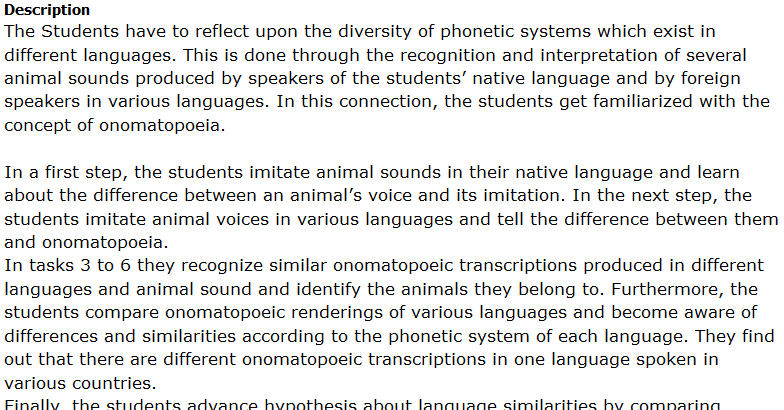 Description
The Students have to reflect upon the diversity of phonetic systems which exist in
different languages. This is done through the recognition and interpretation of several
animal sounds produced by speakers of the students’ native language and by foreign
speakers in various languages. In this connection, the students get familiarized with the
concept of onomatopoeia.
In a first step, the students imitate animal sounds in their native language and learn
about the difference between an animal’s voice and its imitation. In the next step, the
students imitate animal voices in various languages and tell the difference between them
and onomatopoeia.
In tasks 3 to 6 they recognize similar onomatopoeic transcriptions produced in different
languages and animal sound and identify the animals they belong to. Furthermore, the
students compare onomatopoeic renderings of various languages and become aware of
differences and similarities according to the phonetic system of each language. They find
out that there are different onomatopoeic transcriptions in one language spoken in
various countries.
Finally, the students advance hypothesis about language similarities by comparing